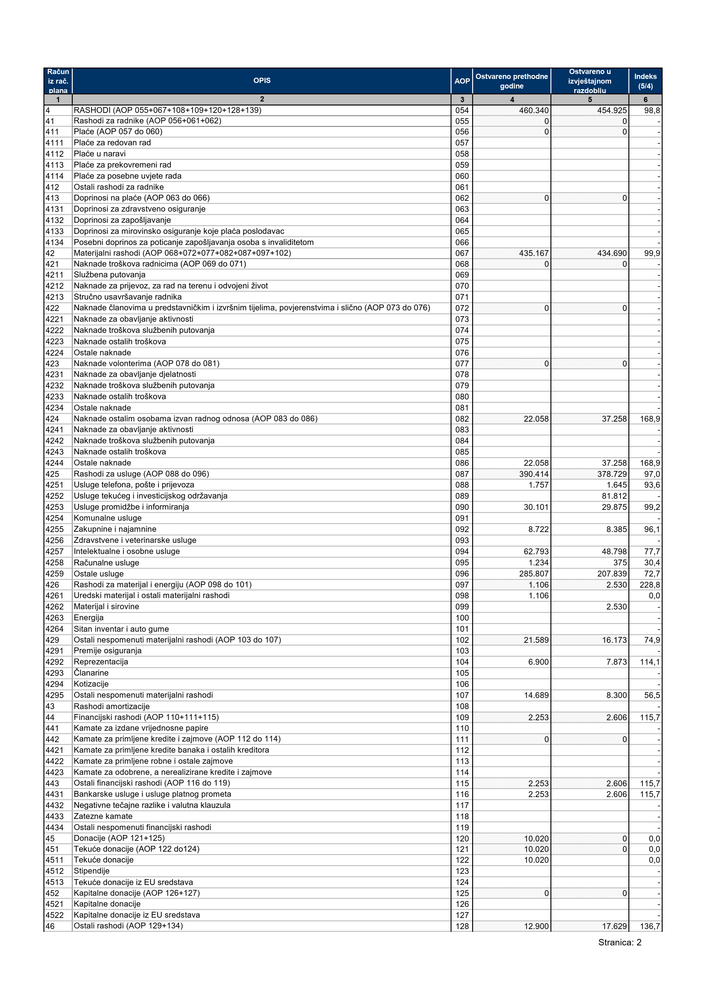 Račun iz rač. plana OPIS AOP Ostvareno prethodne godine Ostvareno u izvještajnom razdoblju Indeks (5/4)
1 2 3 4 5 6
4 RASHODI (AOP 055+067+108+109+120+128+139) 054 460.340 454.925 98,8
41 Rashodi za radnike (AOP 056+061+062) 055 0 0 -
411 Plaće (AOP 057 do 060) 056 0 0 -
4111 Plaće za redovan rad 057 -
4112 Plaće u naravi 058 -
4113 Plaće za prekovremeni rad 059 -
4114 Plaće za posebne uvjete rada 060 -
412 Ostali rashodi za radnike 061 -
413 Doprinosi na plaće (AOP 063 do 066) 062 0 0 -
4131 Doprinosi za zdravstveno osiguranje 063 -
4132 Doprinosi za zapošljavanje 064 -
4133 Doprinosi za mirovinsko osiguranje koje plaća poslodavac 065 -
4134 Posebni doprinos za poticanje zapošljavanja osoba s invaliditetom 066 -
42 Materijalni rashodi (AOP 068+072+077+082+087+097+102) 067 435.167 434.690 99,9
421 Naknade troškova radnicima (AOP 069 do 071) 068 0 0 -
4211 Službena putovanja 069 -
4212 Naknade za prijevoz, za rad na terenu i odvojeni život 070 -
4213 Stručno usavršavanje radnika 071 -
422 Naknade članovima u predstavničkim i izvršnim tijelima, povjerenstvima i slično (AOP 073 do 076) 072 0 0 -
4221 Naknade za obavljanje aktivnosti 073 -
4222 Naknade troškova službenih putovanja 074 -
4223 Naknade ostalih troškova 075 -
4224 Ostale naknade 076 -
423 Naknade volonterima (AOP 078 do 081) 077 0 0 -
4231 Naknade za obavljanje djelatnosti 078 -
4232 Naknade troškova službenih putovanja 079 -
4233 Naknade ostalih troškova 080 -
4234 Ostale naknade 081 -
424 Naknade ostalim osobama izvan radnog odnosa (AOP 083 do 086) 082 22.058 37.258 168,9
4241 Naknade za obavljanje aktivnosti 083 -
4242 Naknade troškova službenih putovanja 084 -
4243 Naknade ostalih troškova 085 -
4244 Ostale naknade 086 22.058 37.258 168,9
425 Rashodi za usluge (AOP 088 do 096) 087 390.414 378.729 97,0
4251 Usluge telefona, pošte i prijevoza 088 1.757 1.645 93,6
4252 Usluge tekućeg i investicijskog održavanja 089 81.812 -
4253 Usluge promidžbe i informiranja 090 30.101 29.875 99,2
4254 Komunalne usluge 091 -
4255 Zakupnine i najamnine 092 8.722 8.385 96,1
4256 Zdravstvene i veterinarske usluge 093 -
4257 Intelektualne i osobne usluge 094 62.793 48.798 77,7
4258 Računalne usluge 095 1.234 375 30,4
4259 Ostale usluge 096 285.807 207.839 72,7
426 Rashodi za materijal i energiju (AOP 098 do 101) 097 1.106 2.530 228,8
4261 Uredski materijal i ostali materijalni rashodi 098 1.106 0,0
4262 Materijal i sirovine 099 2.530 -
4263 Energija 100 -
4264 Sitan inventar i auto gume 101 -
429 Ostali nespomenuti materijalni rashodi (AOP 103 do 107) 102 21.589 16.173 74,9
4291 Premije osiguranja 103 -
4292 Reprezentacija 104 6.900 7.873 114,1
4293 Članarine 105 -
4294 Kotizacije 106 -
4295 Ostali nespomenuti materijalni rashodi 107 14.689 8.300 56,5
43 Rashodi amortizacije 108 -
44 Financijski rashodi (AOP 110+111+115) 109 2.253 2.606 115,7
441 Kamate za izdane vrijednosne papire 110 -
442 Kamate za primljene kredite i zajmove (AOP 112 do 114) 111 0 0 -
4421 Kamate za primljene kredite banaka i ostalih kreditora 112 -
4422 Kamate za primljene robne i ostale zajmove 113 -
4423 Kamate za odobrene, a nerealizirane kredite i zajmove 114 -
443 Ostali financijski rashodi (AOP 116 do 119) 115 2.253 2.606 115,7
4431 Bankarske usluge i usluge platnog prometa 116 2.253 2.606 115,7
4432 Negativne tečajne razlike i valutna klauzula 117 -
4433 Zatezne kamate 118 -
4434 Ostali nespomenuti financijski rashodi 119 -
45 Donacije (AOP 121+125) 120 10.020 0 0,0
451 Tekuće donacije (AOP 122 do124) 121 10.020 0 0,0
4511 Tekuće donacije 122 10.020 0,0
4512 Stipendije 123 -
4513 Tekuće donacije iz EU sredstava 124 -
452 Kapitalne donacije (AOP 126+127) 125 0 0 -
4521 Kapitalne donacije 126 -
4522 Kapitalne donacije iz EU sredstava 127 -
46 Ostali rashodi (AOP 129+134) 128 12.900 17.629 136,7
Stranica: 2